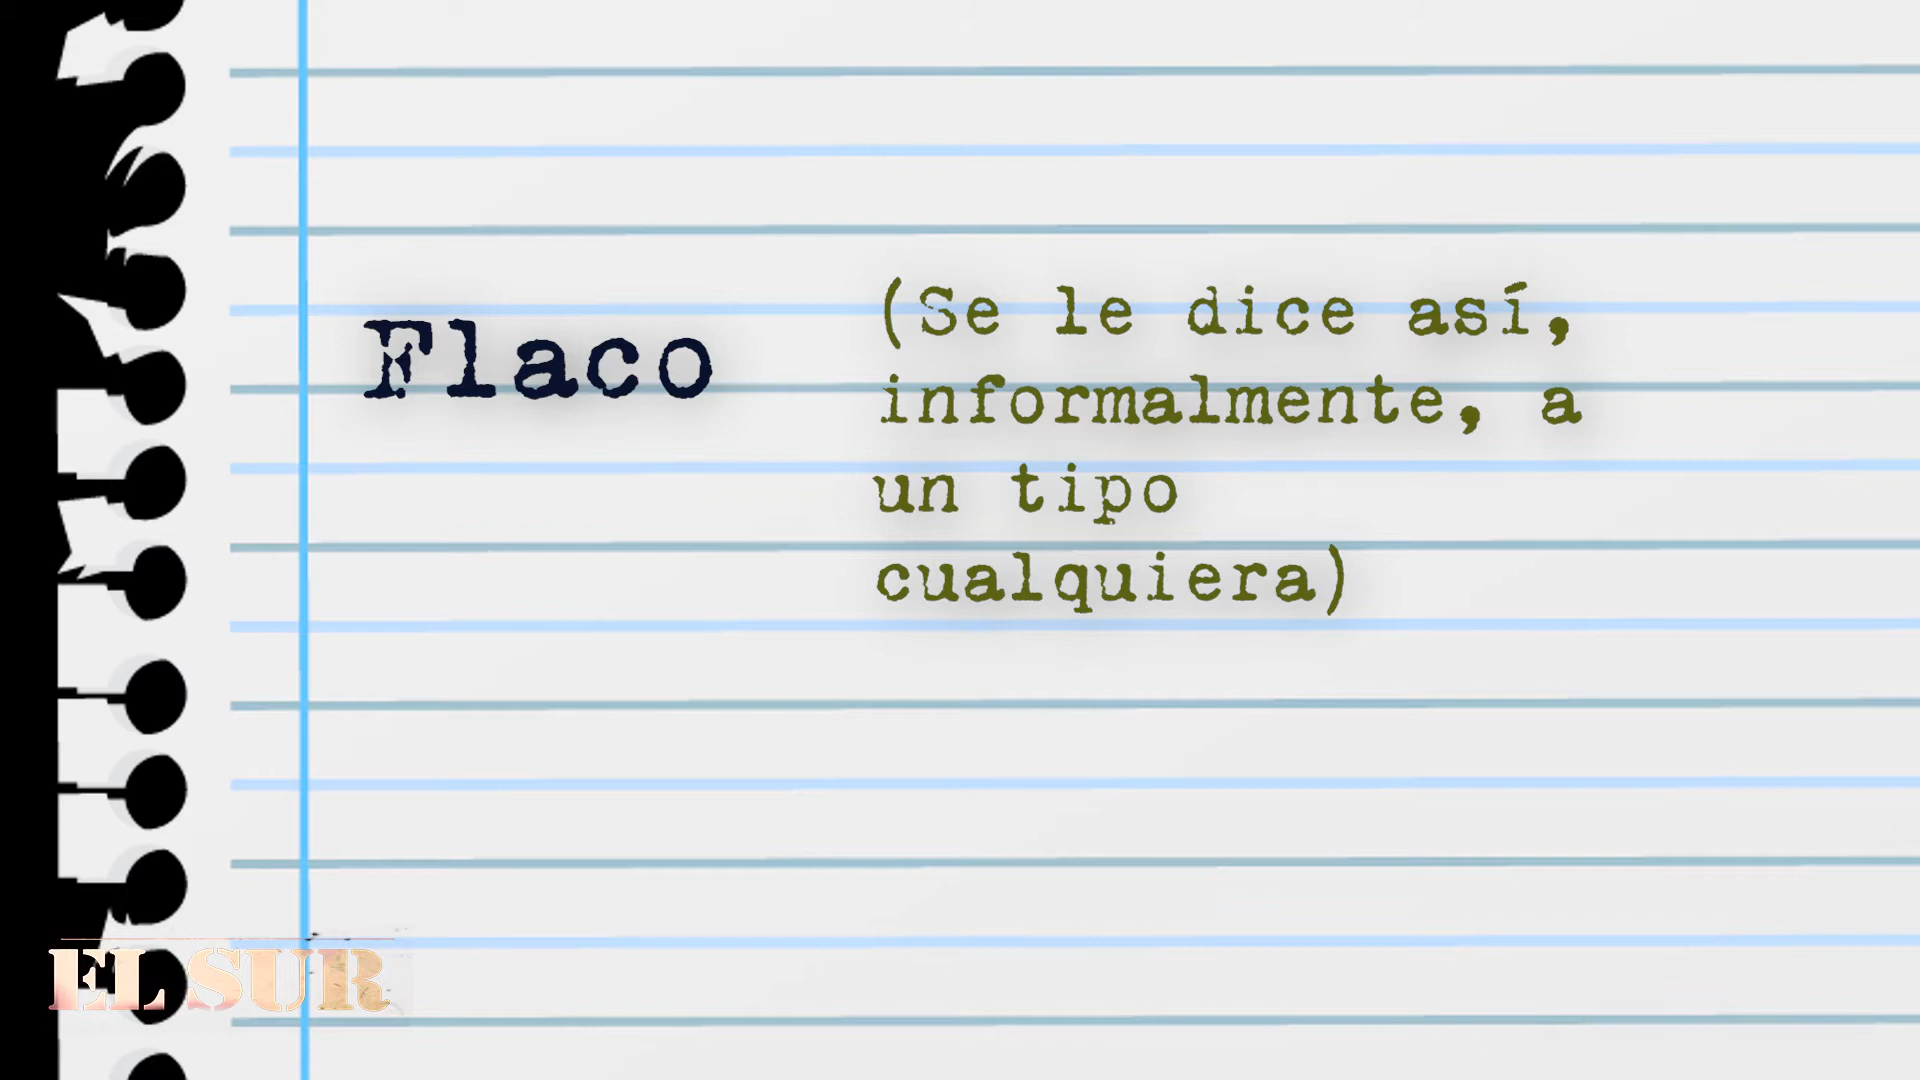 Flaco
(Se le dice así,
informalmente, a
un tipo
cualquiera)
EL SUR